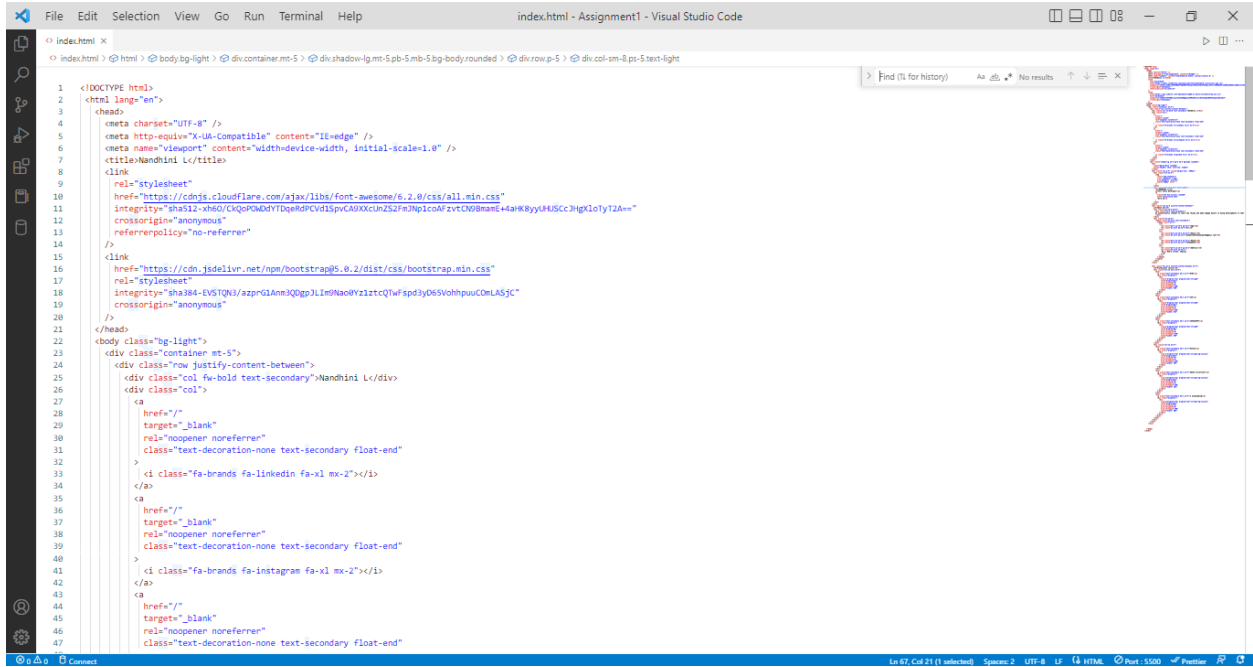 File Edit Selection View Go Run Terminal Help index.html - Assignment1 - Visual Studio Code
index.html
index.html > html > body.bg-light > div.container.mt-5 > div.shadow-lg.mt-5.pb-5.mb-5.bg-body.rounded > div.row.p-5 > div.col-sm-8.ps-5.text-light
Find (⇅ for history) Aa ab No results
1 <!DOCTYPE html>
2 <html lang="en">
3 <head>
4 <meta charset="UTF-8" />
5 <meta http-equiv="X-UA-Compatible" content="IE=edge" />
6 <meta name="viewport" content="width=device-width, initial-scale=1.0" />
7 <title>Nandhini L</title>
8 <link
9 rel="stylesheet"
10 href="https://cdnjs.cloudflare.com/ajax/libs/font-awesome/6.2.0/css/all.min.css"
11 integrity="sha512-xh6O/CkQoPOWDdYTDqeRdPCVd1SpvCA9XXcUnZS2FmJNp1coAFzvtCN9BmamE+4aHK8yyUHUSCcJHgXloTyT2A=="
12 crossorigin="anonymous"
13 referrerpolicy="no-referrer"
14 />
15 <link
16 href="https://cdn.jsdelivr.net/npm/bootstrap@5.0.2/dist/css/bootstrap.min.css"
17 rel="stylesheet"
18 integrity="sha384-EVSTQN3/azprG1Anm3QDgpJLIm9Nao0Yz1ztcQTwFspd3yD65VohhpuuCOmLASjC"
19 crossorigin="anonymous"
20 />
21 </head>
22 <body class="bg-light">
23 <div class="container mt-5">
24 <div class="row justify-content-between">
25 <div class="col fw-bold text-secondary">Nandhini L</div>
26 <div class="col">
27 <a
28 href="/"
29 target="_blank"
30 rel="noopener noreferrer"
31 class="text-decoration-none text-secondary float-end"
32 >
33 <i class="fa-brands fa-linkedin fa-xl mx-2"></i>
34 </a>
35 <a
36 href="/"
37 target="_blank"
38 rel="noopener noreferrer"
39 class="text-decoration-none text-secondary float-end"
40 >
41 <i class="fa-brands fa-instagram fa-xl mx-2"></i>
42 </a>
43 <a
44 href="/"
45 target="_blank"
46 rel="noopener noreferrer"
47 class="text-decoration-none text-secondary float-end"
0 0 Connect Ln 67, Col 21 (1 selected) Spaces: 2 UTF-8 LF HTML Port : 5500 Prettier